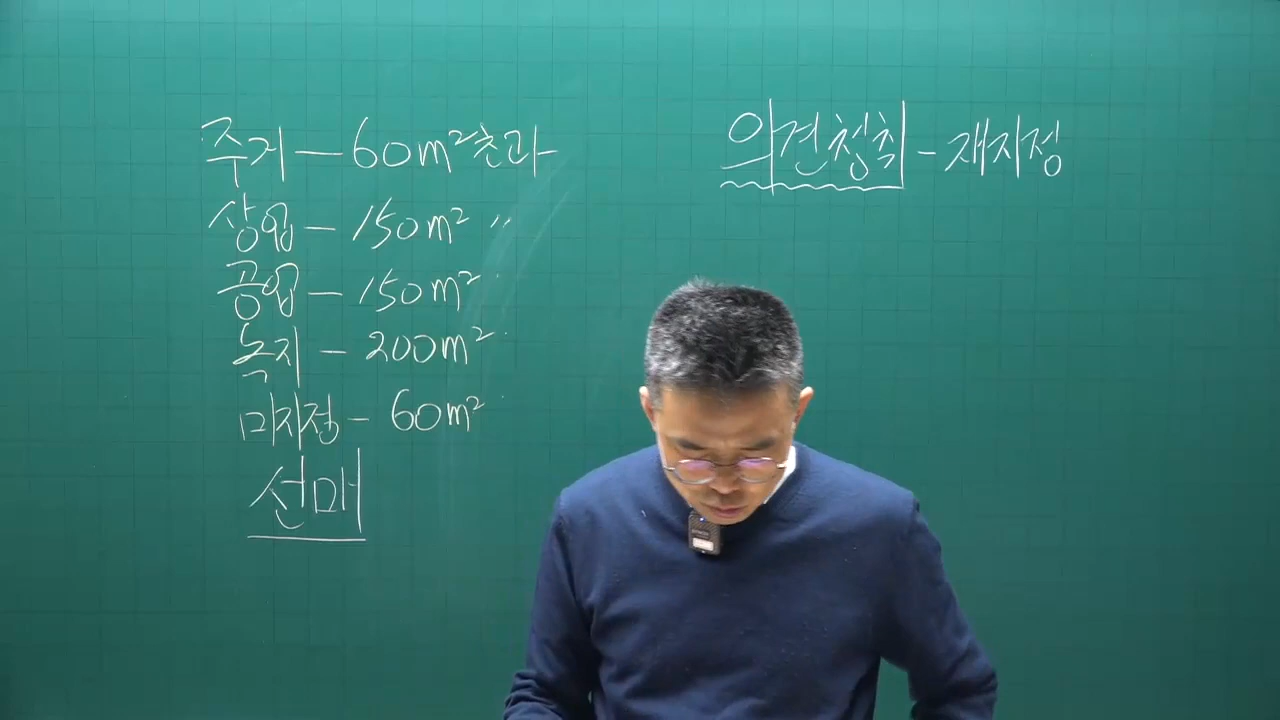 주거 - 60m² 초과
상업 - 150m² 〃
공업 - 150m²
녹지 - 200m²
미지정 - 60m²
선매
의견청취 - 재지정